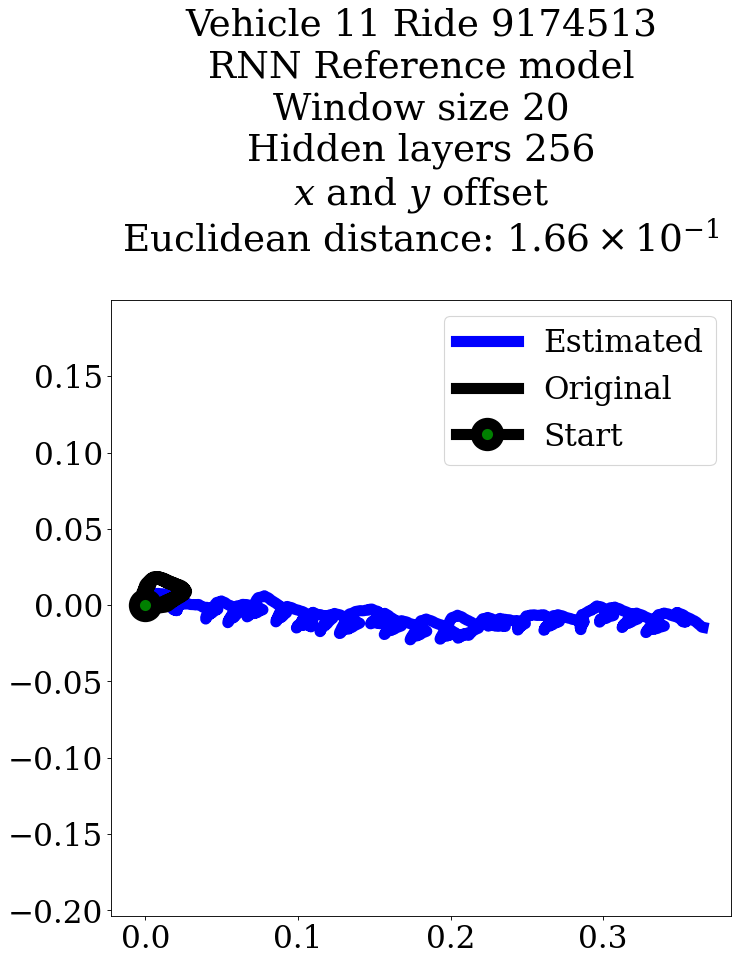 Vehicle 11 Ride 9174513
RNN Reference model
Window size 20
Hidden layers 256
x and y offset
Euclidean distance: 1.66 × 10⁻¹
Estimated
Original
Start
0.15
0.10
0.05
0.00
−0.05
−0.10
−0.15
−0.20
0.0 0.1 0.2 0.3